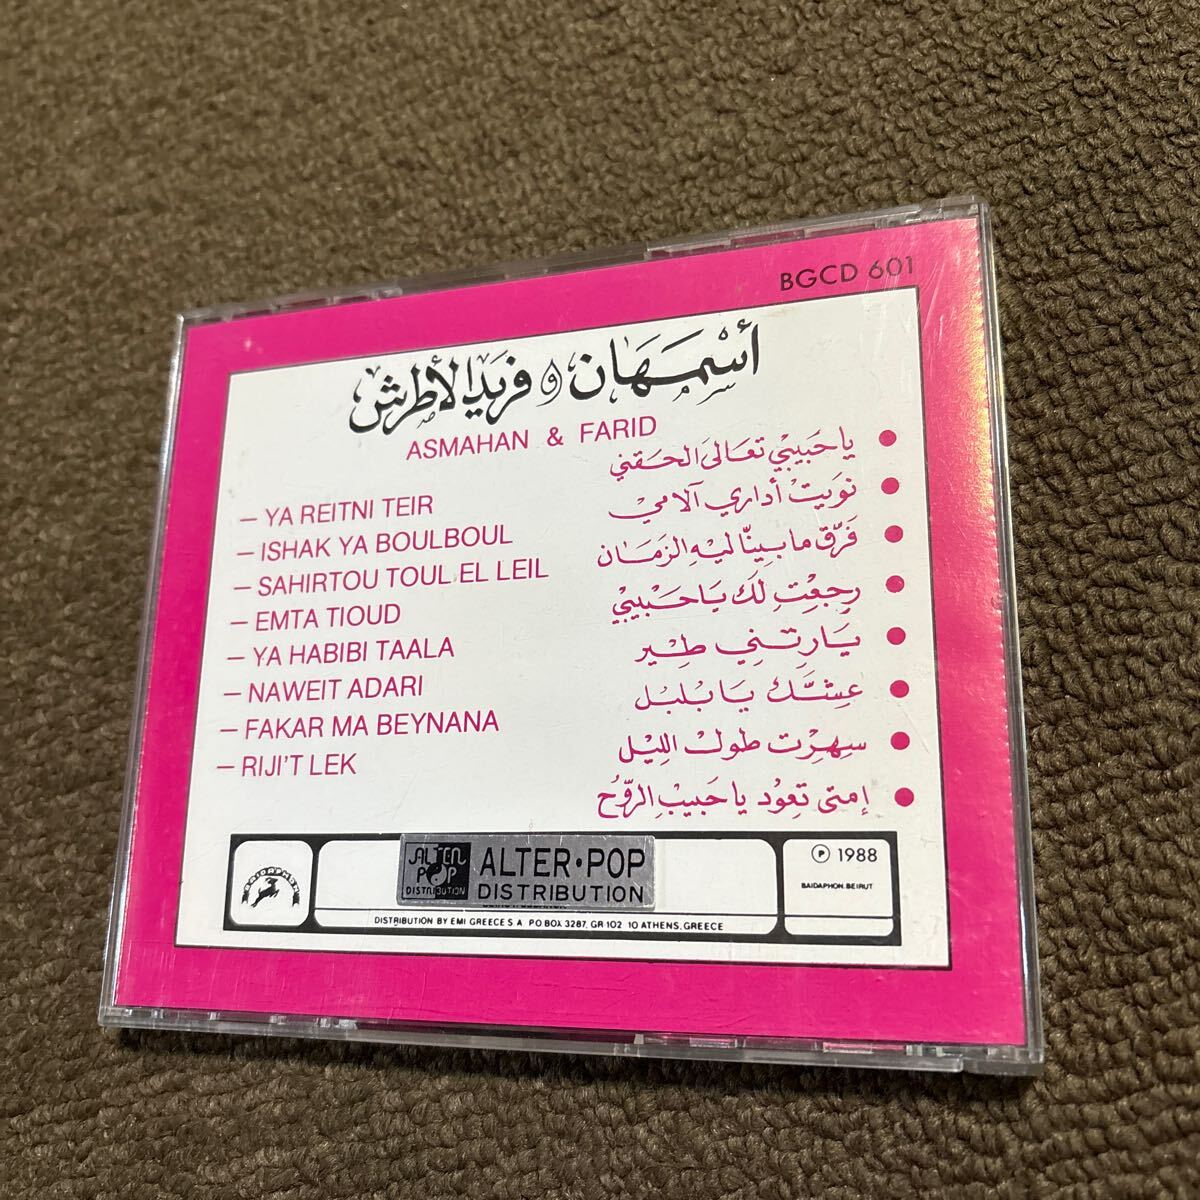 BGCD 601
أسمهان و فريد الأطرش
ASMAHAN & FARID
– YA REITNI TEIR
– ISHAK YA BOULBOUL
– SAHIRTOU TOUL EL LEIL
– EMTA TIOUD
– YA HABIBI TAALA
– NAWEIT ADARI
– FAKAR MA BEYNANA
– RIJI'T LEK
يا حبيبي تعالى الحقني
نويت أداري آلامي
فرّق ما بينّا ليه الزمان
رجعت لك يا حبيبي
يا رتني طير
عشّك يا بلبل
سهرت طول الليل
إمتى تعود يا حبيب الروح
BAIDAPHON
ALTER POP DISTRIBUTION
ALTER•POP
DISTRIBUTION
DISTRIBUTION BY EMI GREECE S.A. PO BOX 3287, GR-102 10 ATHENS, GREECE
℗ 1988
BAIDAPHON. BEIRUT